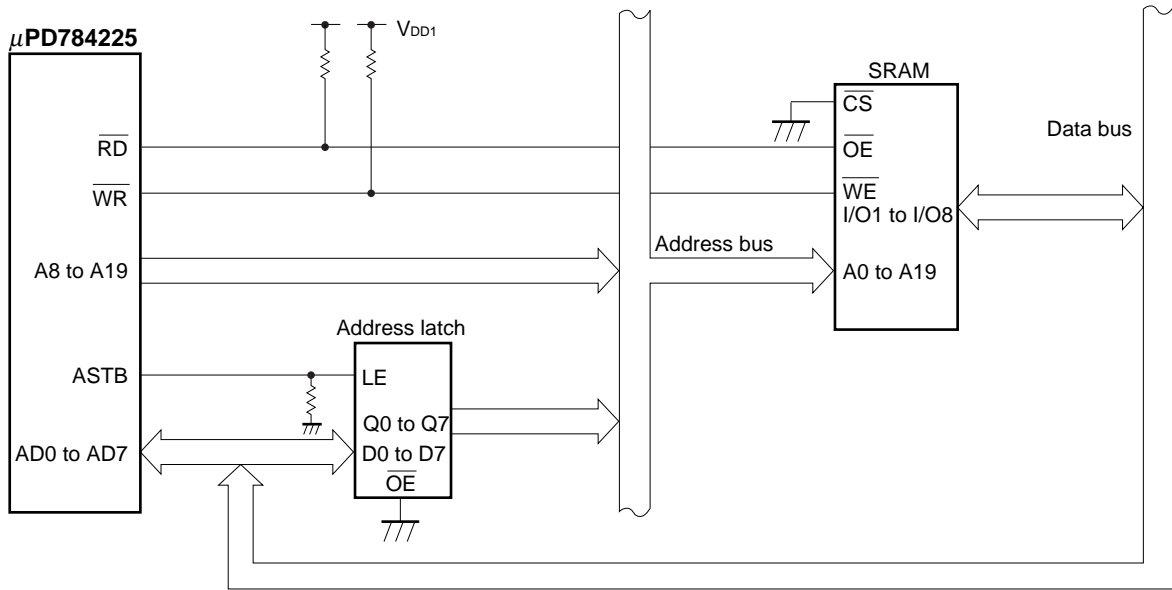 μPD784225
VDD1
RD
WR
A8 to A19
ASTB
AD0 to AD7
Address latch
LE
Q0 to Q7
D0 to D7
OE
Address bus
SRAM
CS
OE
WE
I/O1 to I/O8
A0 to A19
Data bus